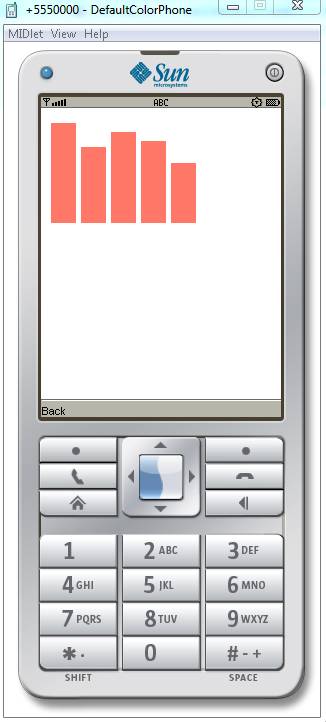 +5550000 - DefaultColorPhone
MIDlet View Help
Sun
microsystems
ABC
Back
1 2 ABC 3 DEF
4 GHI 5 JKL 6 MNO
7 PQRS 8 TUV 9 WXYZ
* . 0 # - +
SHIFT SPACE